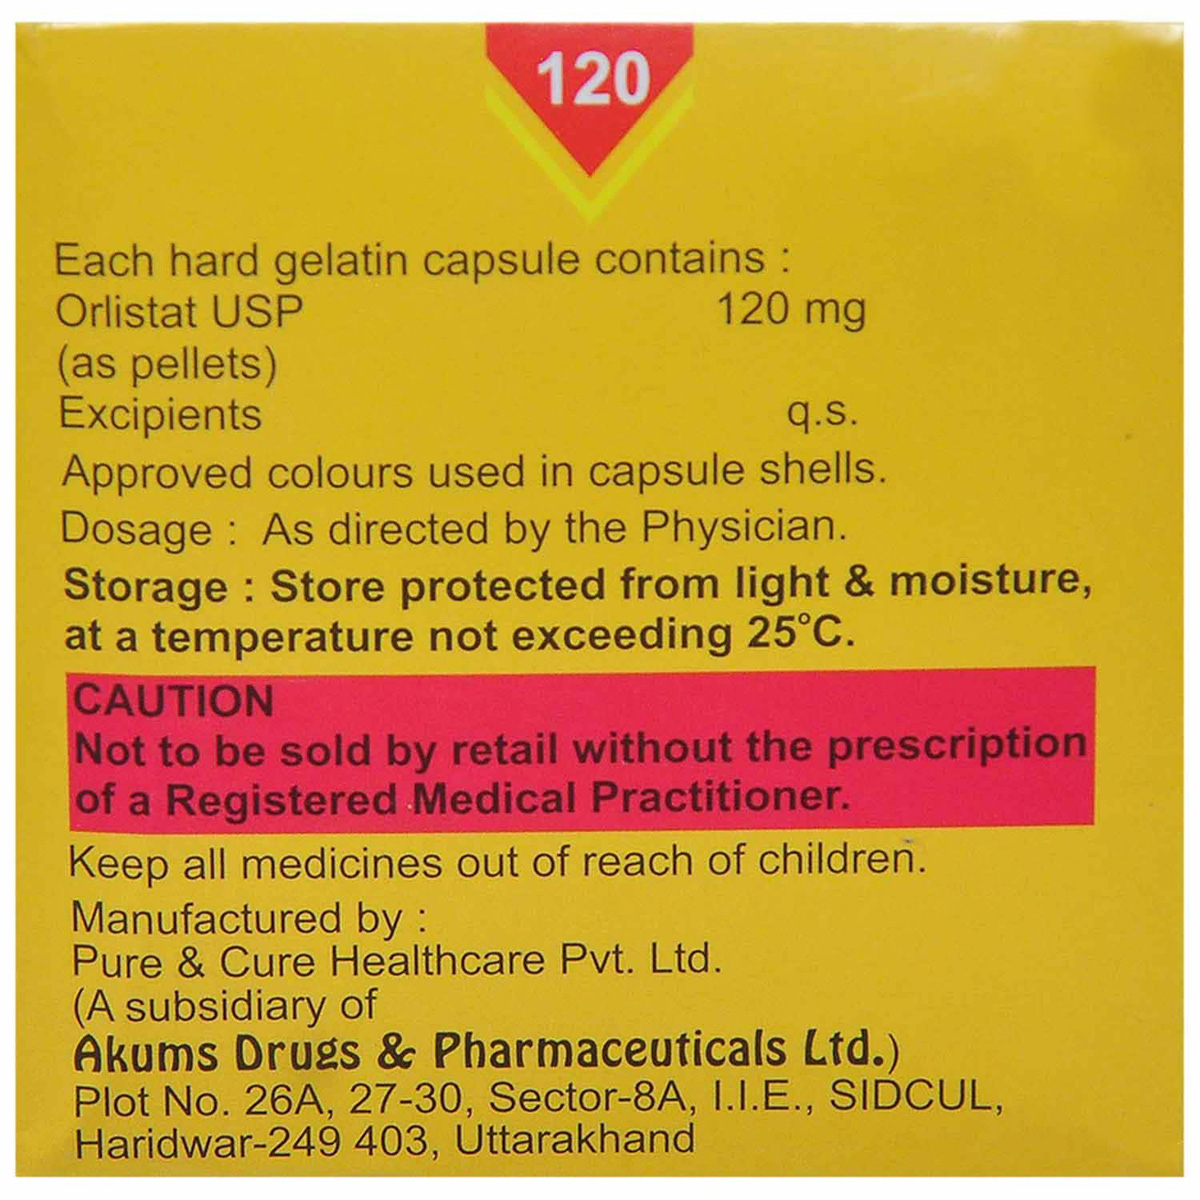 120
Each hard gelatin capsule contains :
Orlistat USP 120 mg
(as pellets)
Excipients q.s.
Approved colours used in capsule shells.
Dosage : As directed by the Physician.
Storage : Store protected from light & moisture,
at a temperature not exceeding 25°C.
CAUTION
Not to be sold by retail without the prescription
of a Registered Medical Practitioner.
Keep all medicines out of reach of children.
Manufactured by :
Pure & Cure Healthcare Pvt. Ltd.
(A subsidiary of
Akums Drugs & Pharmaceuticals Ltd.)
Plot No. 26A, 27-30, Sector-8A, I.I.E., SIDCUL,
Haridwar-249 403, Uttarakhand